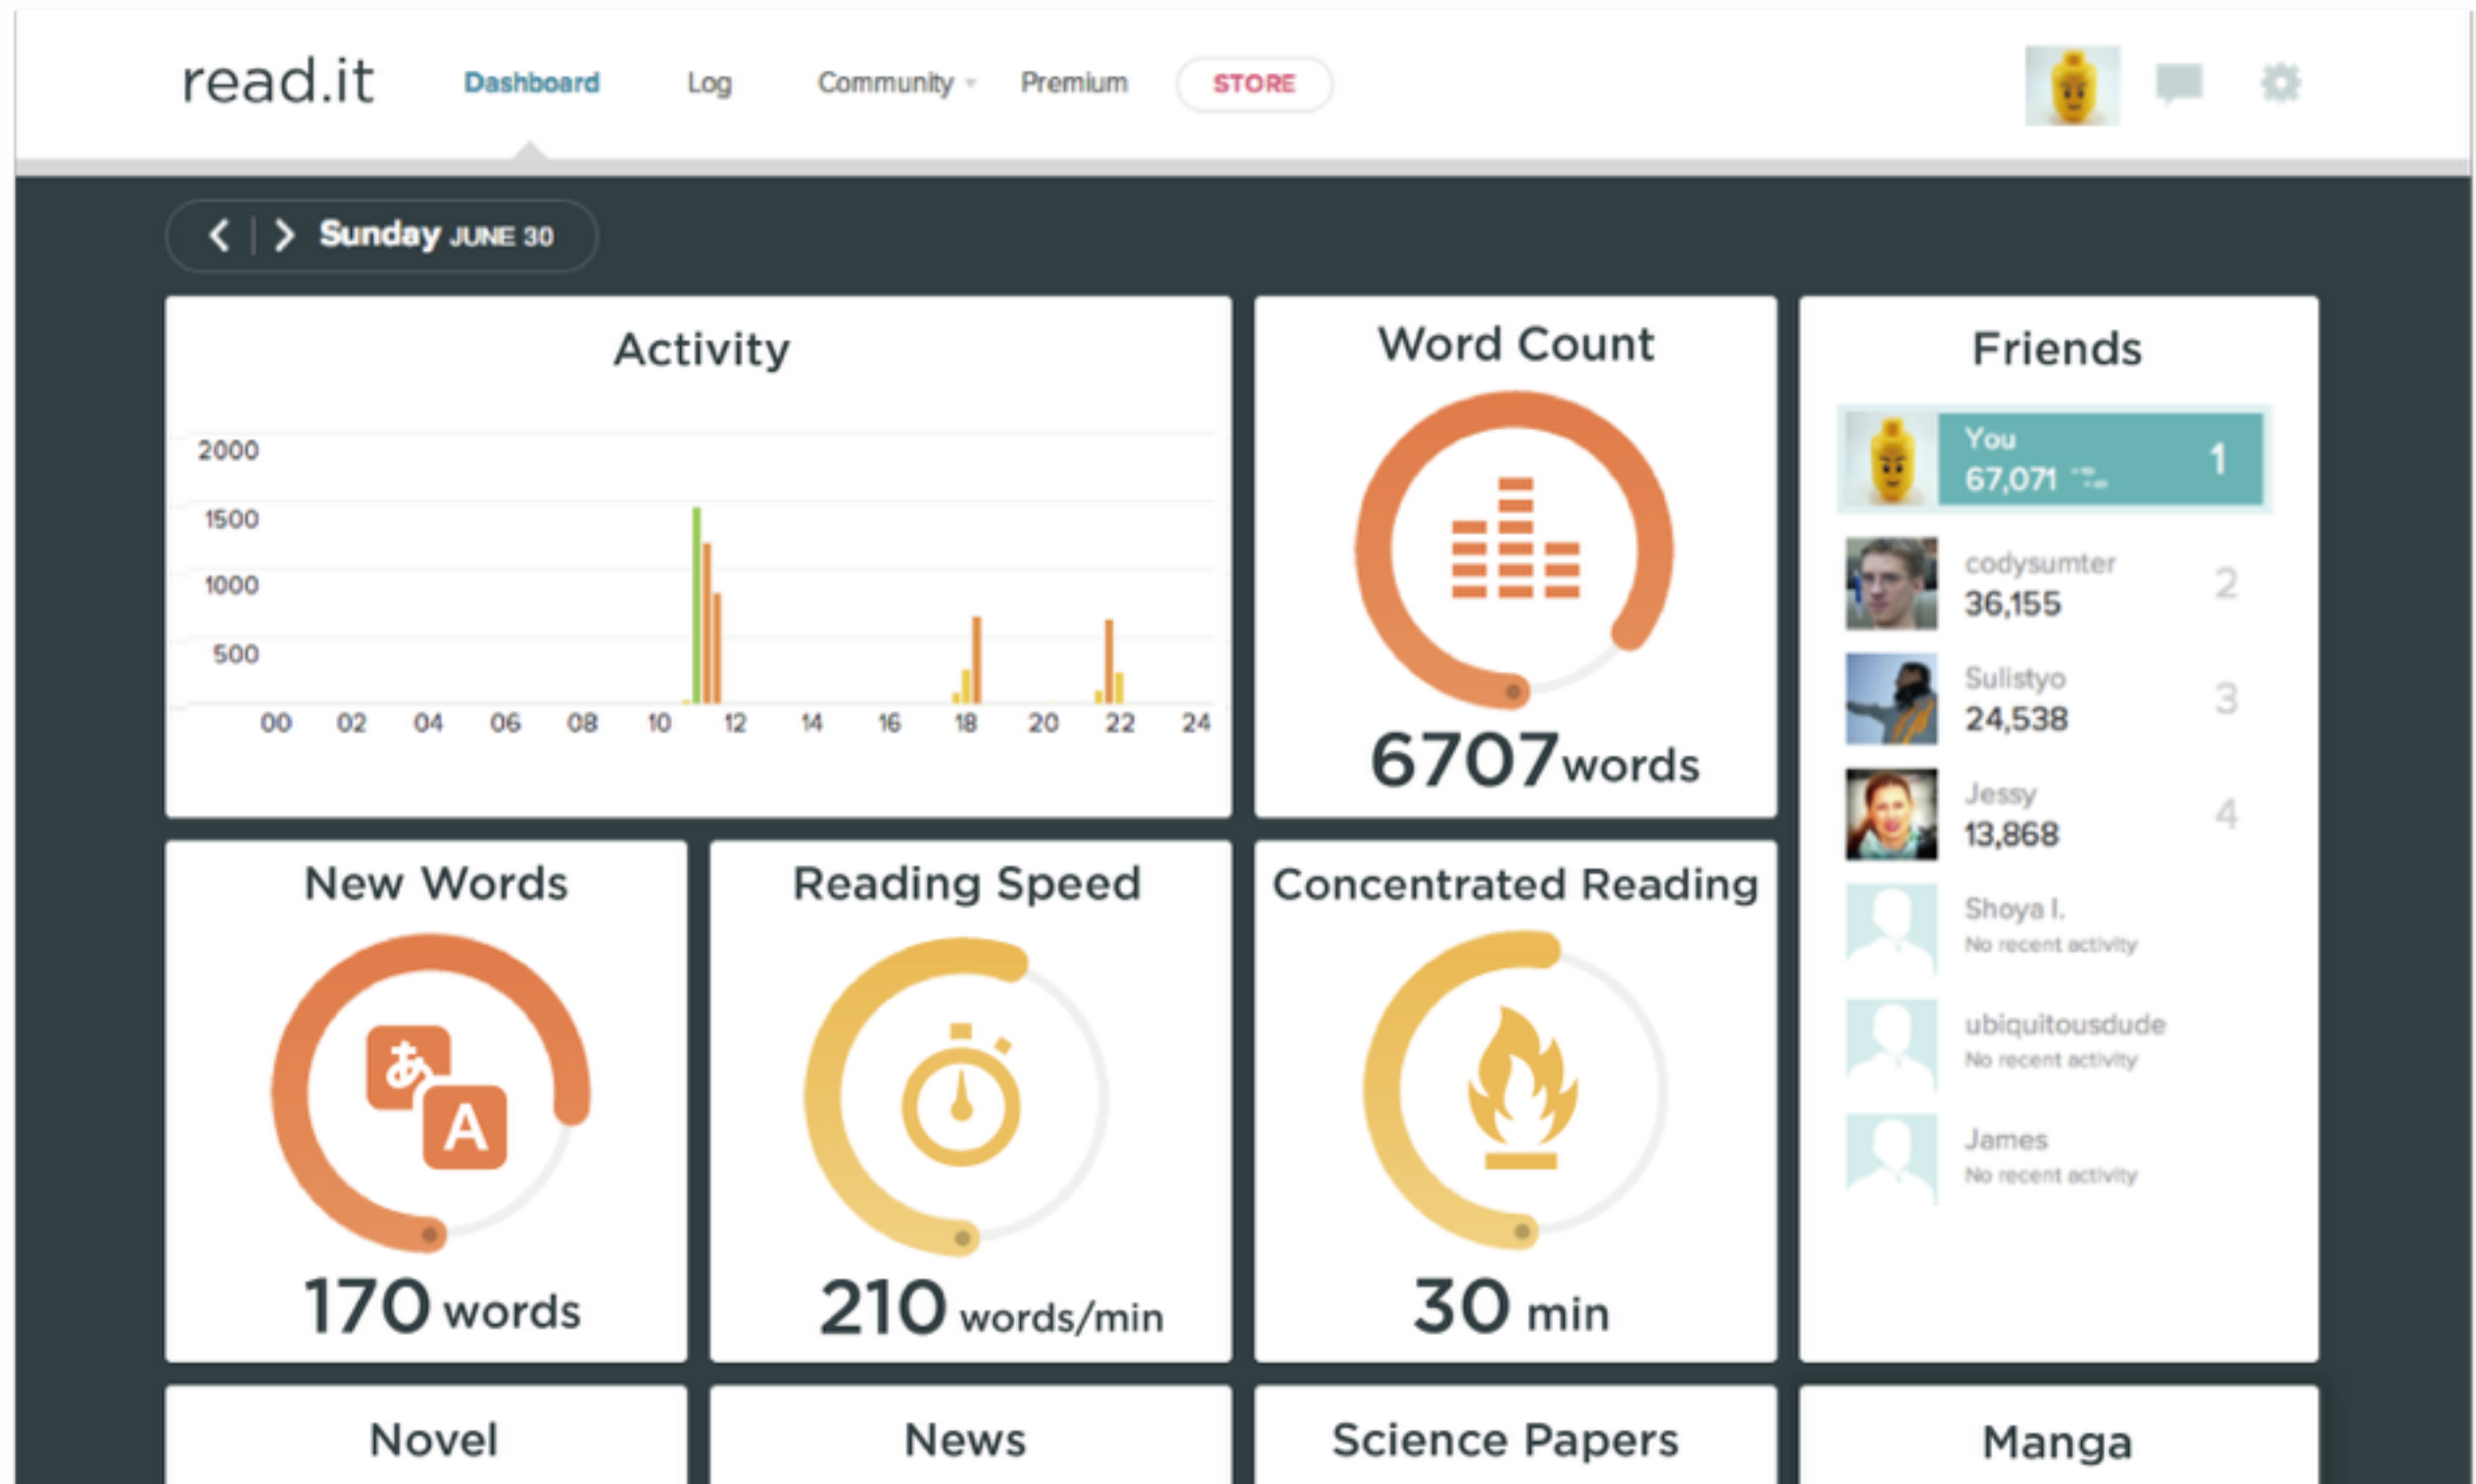 read.it
Dashboard
Log
Community
Premium
STORE
Sunday JUNE 30
Activity
2000
1500
1000
500
00 02 04 06 08 10 12 14 16 18 20 22 24
Word Count
6707 words
Friends
You
67,071
1
codysumter
36,155
2
Sulistyo
24,538
3
Jessy
13,868
4
Shoya I.
No recent activity
ubiquitousdude
No recent activity
James
No recent activity
New Words
あ
A
170 words
Reading Speed
210 words/min
Concentrated Reading
30 min
Novel
News
Science Papers
Manga